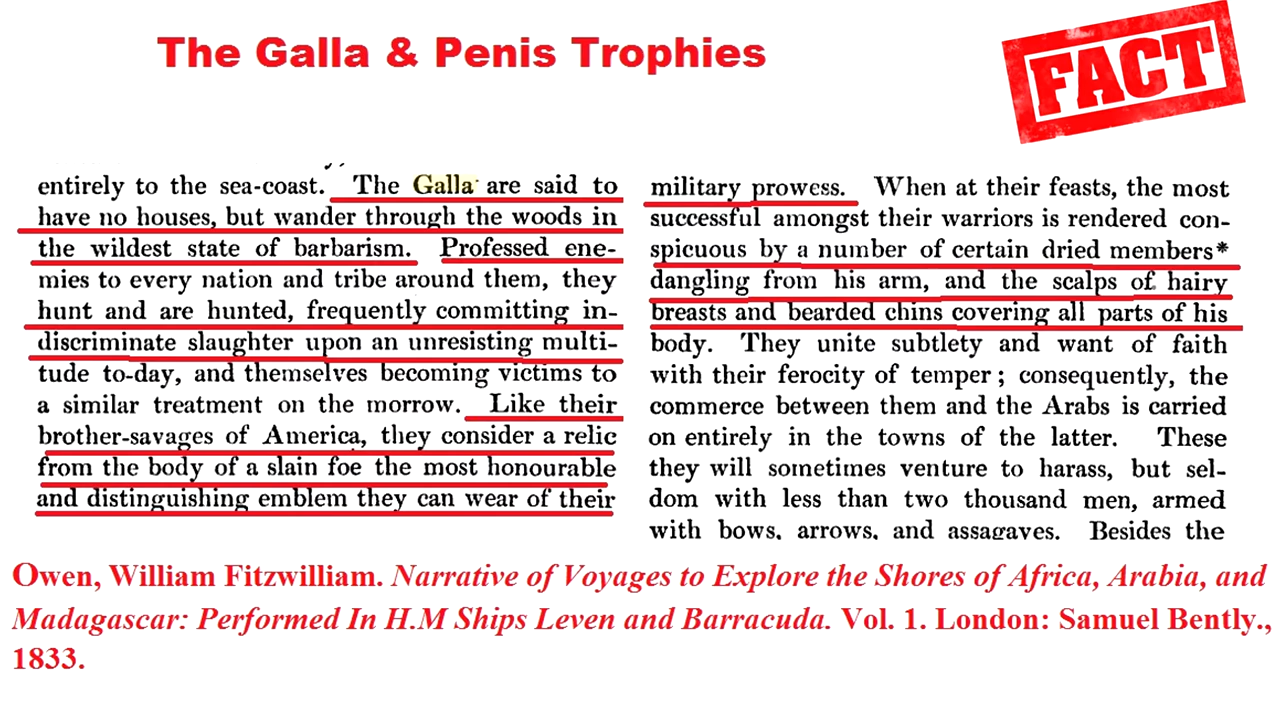 The Galla & Penis Trophies
FACT
entirely to the sea-coast. The Galla are said to
have no houses, but wander through the woods in
the wildest state of barbarism. Professed ene-
mies to every nation and tribe around them, they
hunt and are hunted, frequently committing in-
discriminate slaughter upon an unresisting multi-
tude to-day, and themselves becoming victims to
a similar treatment on the morrow. Like their
brother-savages of America, they consider a relic
from the body of a slain foe the most honourable
and distinguishing emblem they can wear of their
military prowess. When at their feasts, the most
successful amongst their warriors is rendered con-
spicuous by a number of certain dried members*
dangling from his arm, and the scalps of hairy
breasts and bearded chins covering all parts of his
body. They unite subtlety and want of faith
with their ferocity of temper; consequently, the
commerce between them and the Arabs is carried
on entirely in the towns of the latter. These
they will sometimes venture to harass, but sel-
dom with less than two thousand men, armed
with bows, arrows, and assagaves. Besides the
Owen, William Fitzwilliam. Narrative of Voyages to Explore the Shores of Africa, Arabia, and
Madagascar: Performed In H.M Ships Leven and Barracuda. Vol. 1. London: Samuel Bently.,
1833.